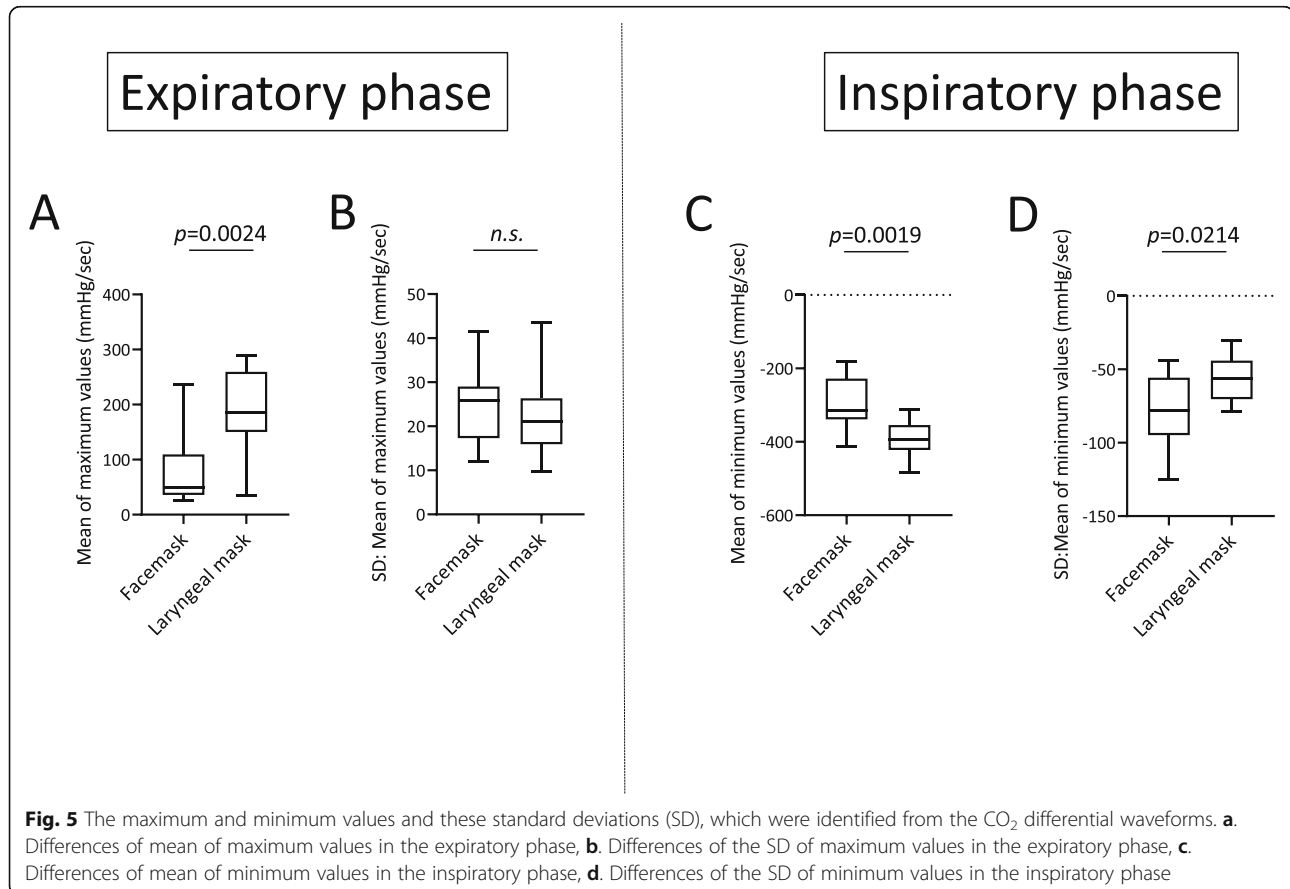 Expiratory phase
Inspiratory phase
A
p=0.0024
Mean of maximum values (mmHg/sec)
400
300
200
100
0
Facemask
Laryngeal mask
B
n.s.
SD: Mean of maximum values (mmHg/sec)
50
40
30
20
10
0
Facemask
Laryngeal mask
C
p=0.0019
Mean of minimum values (mmHg/sec)
0
-200
-400
-600
Facemask
Laryngeal mask
D
p=0.0214
SD:Mean of minimum values (mmHg/sec)
0
-50
-100
-150
Facemask
Laryngeal mask
Fig. 5 The maximum and minimum values and these standard deviations (SD), which were identified from the CO₂ differential waveforms. a.
Differences of mean of maximum values in the expiratory phase, b. Differences of the SD of maximum values in the expiratory phase, c.
Differences of mean of minimum values in the inspiratory phase, d. Differences of the SD of minimum values in the inspiratory phase